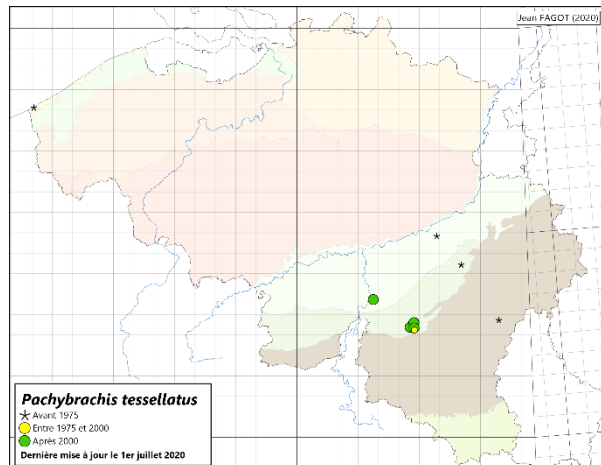 Jean FAGOT (2020)
Pachybrachis tessellatus
Avant 1975
Entre 1975 et 2000
Après 2000
Dernière mise à jour le 1er juillet 2020